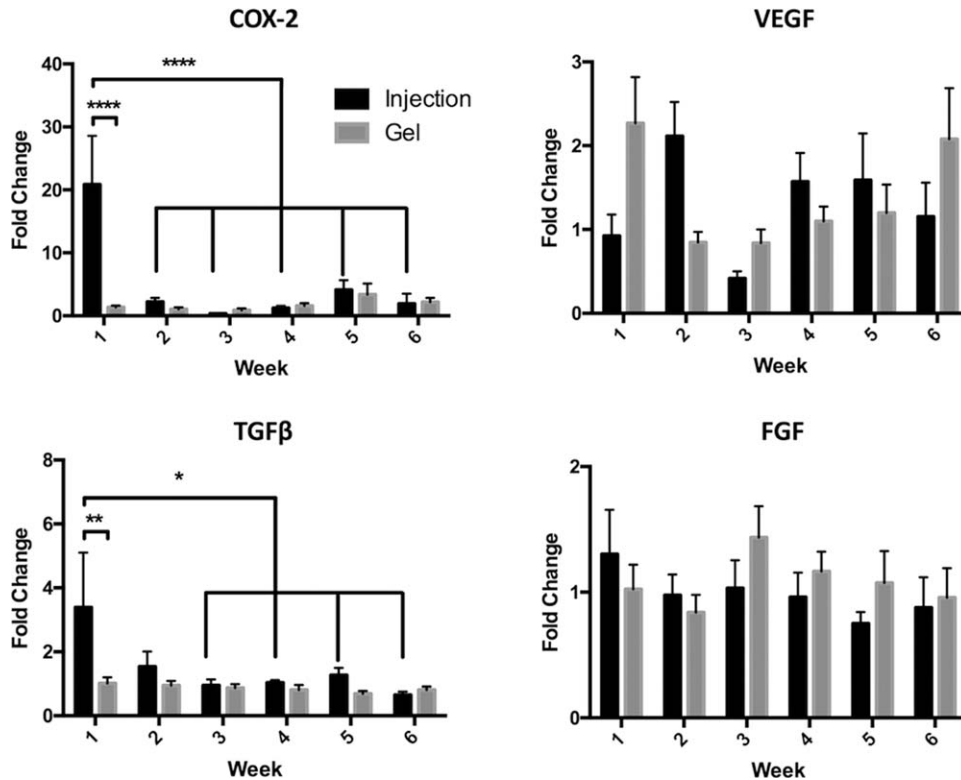 COX-2
40
30
20
10
0
Fold Change
****
****
Injection
Gel
1 2 3 4 5 6
Week
VEGF
3
2
1
0
Fold Change
1 2 3 4 5 6
Week
TGFβ
8
6
4
2
0
Fold Change
*
**
1 2 3 4 5 6
Week
FGF
2
1
0
Fold Change
1 2 3 4 5 6
Week